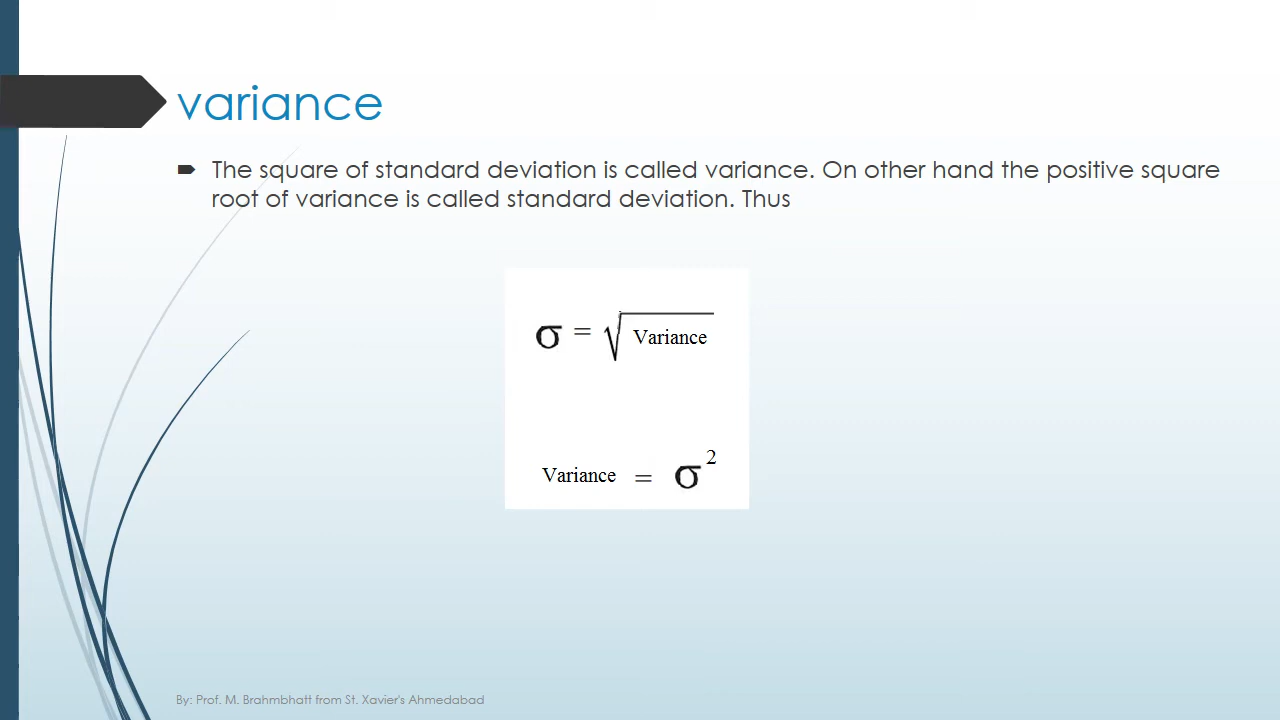 variance
The square of standard deviation is called variance. On other hand the positive square
root of variance is called standard deviation. Thus
σ = √Variance
Variance = σ²
By: Prof. M. Brahmbhatt from St. Xavier's Ahmedabad